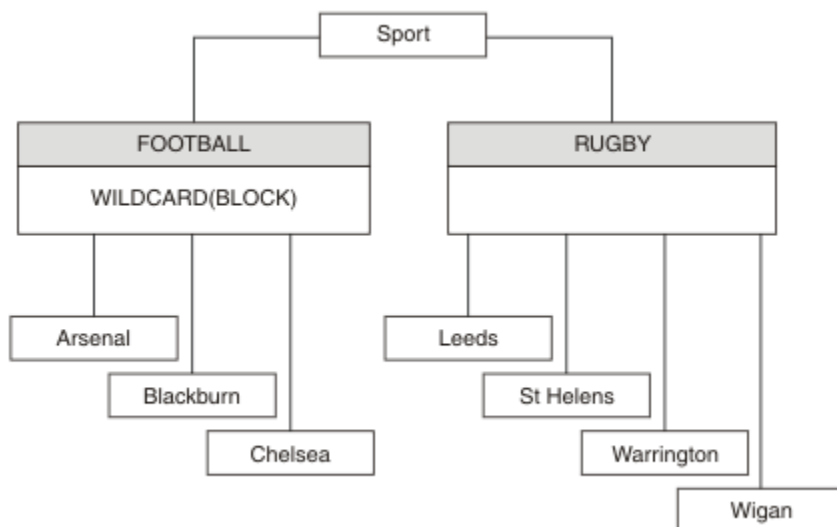 Sport
FOOTBALL
WILDCARD(BLOCK)
RUGBY
Arsenal
Blackburn
Chelsea
Leeds
St Helens
Warrington
Wigan